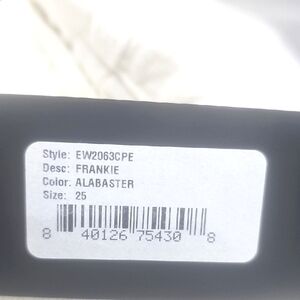 Style: EW2063CPE
Desc: FRANKIE
Color: ALABASTER
Size: 25
8 40126 75430 8